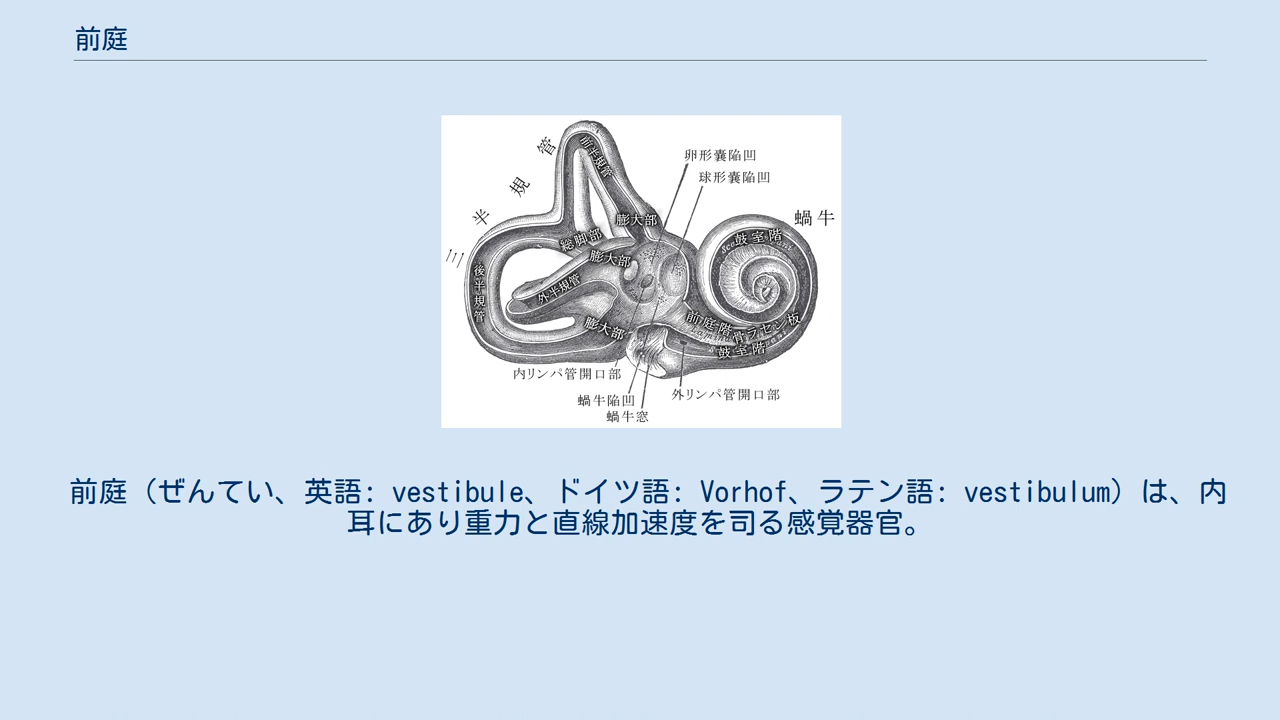 前庭
三半規管
前半規管
卵形嚢陥凹
球形嚢陥凹
蝸牛
膨大部
鼓室階
総脚部
膨大部
後半規管
外半規管
膨大部
前庭階
骨ラセン板
鼓室階
内リンパ管開口部
蝸牛陥凹
外リンパ管開口部
蝸牛窓
前庭（ぜんてい、英語: vestibule、ドイツ語: Vorhof、ラテン語: vestibulum）は、内
耳にあり重力と直線加速度を司る感覚器官。